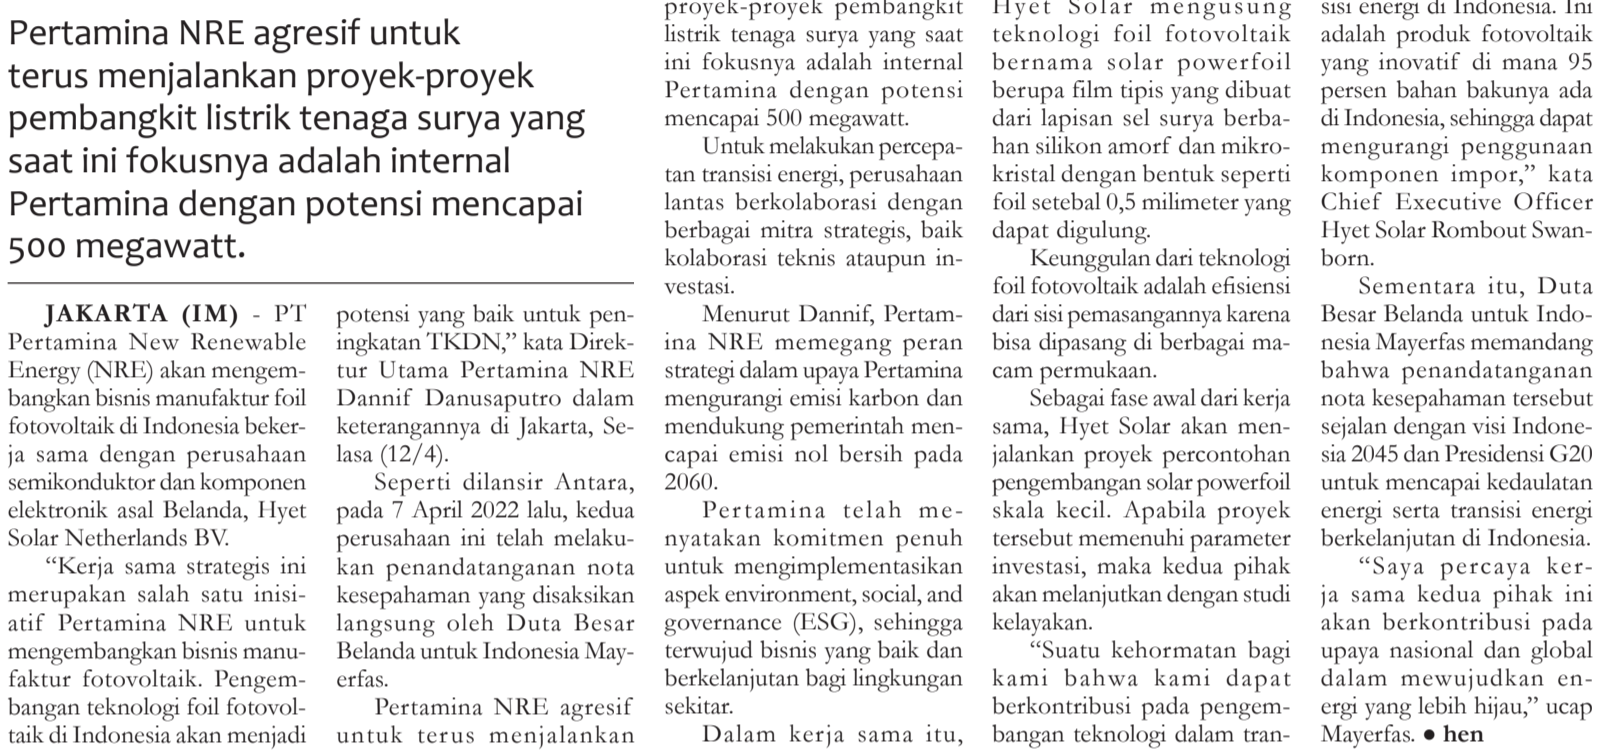 Pertamina NRE agresif untuk
terus menjalankan proyek-proyek
pembangkit listrik tenaga surya yang
saat ini fokusnya adalah internal
Pertamina dengan potensi mencapai
500 megawatt.
JAKARTA (IM) - PT
Pertamina New Renewable
Energy (NRE) akan mengem-
bangkan bisnis manufaktur foil
fotovoltaik di Indonesia beker-
ja sama dengan perusahaan
semikonduktor dan komponen
elektronik asal Belanda, Hyet
Solar Netherlands BV.
“Kerja sama strategis ini
merupakan salah satu inisi-
atif Pertamina NRE untuk
mengembangkan bisnis manu-
faktur fotovoltaik. Pengem-
bangan teknologi foil fotovol-
taik di Indonesia akan menjadi
potensi yang baik untuk pen-
ingkatan TKDN,” kata Direk-
tur Utama Pertamina NRE
Dannif Danusaputro dalam
keterangannya di Jakarta, Se-
lasa (12/4).
Seperti dilansir Antara,
pada 7 April 2022 lalu, kedua
perusahaan ini telah melaku-
kan penandatanganan nota
kesepahaman yang disaksikan
langsung oleh Duta Besar
Belanda untuk Indonesia May-
erfas.
Pertamina NRE agresif
untuk terus menjalankan
proyek-proyek pembangkit
listrik tenaga surya yang saat
ini fokusnya adalah internal
Pertamina dengan potensi
mencapai 500 megawatt.
Untuk melakukan percepa-
tan transisi energi, perusahaan
lantas berkolaborasi dengan
berbagai mitra strategis, baik
kolaborasi teknis ataupun in-
vestasi.
Menurut Dannif, Pertam-
ina NRE memegang peran
strategi dalam upaya Pertamina
mengurangi emisi karbon dan
mendukung pemerintah men-
capai emisi nol bersih pada
2060.
Pertamina telah me-
nyatakan komitmen penuh
untuk mengimplementasikan
aspek environment, social, and
governance (ESG), sehingga
terwujud bisnis yang baik dan
berkelanjutan bagi lingkungan
sekitar.
Dalam kerja sama itu,
Hyet Solar mengusung
teknologi foil fotovoltaik
bernama solar powerfoil
berupa film tipis yang dibuat
dari lapisan sel surya berba-
han silikon amorf dan mikro-
kristal dengan bentuk seperti
foil setebal 0,5 milimeter yang
dapat digulung.
Keunggulan dari teknologi
foil fotovoltaik adalah efisiensi
dari sisi pemasangannya karena
bisa dipasang di berbagai ma-
cam permukaan.
Sebagai fase awal dari kerja
sama, Hyet Solar akan men-
jalankan proyek percontohan
pengembangan solar powerfoil
skala kecil. Apabila proyek
tersebut memenuhi parameter
investasi, maka kedua pihak
akan melanjutkan dengan studi
kelayakan.
“Suatu kehormatan bagi
kami bahwa kami dapat
berkontribusi pada pengem-
bangan teknologi dalam tran-
sisi energi di Indonesia. Ini
adalah produk fotovoltaik
yang inovatif di mana 95
persen bahan bakunya ada
di Indonesia, sehingga dapat
mengurangi penggunaan
komponen impor,” kata
Chief Executive Officer
Hyet Solar Rombout Swan-
born.
Sementara itu, Duta
Besar Belanda untuk Indo-
nesia Mayerfas memandang
bahwa penandatanganan
nota kesepahaman tersebut
sejalan dengan visi Indone-
sia 2045 dan Presidensi G20
untuk mencapai kedaulatan
energi serta transisi energi
berkelanjutan di Indonesia.
“Saya percaya ker-
ja sama kedua pihak ini
akan berkontribusi pada
upaya nasional dan global
dalam mewujudkan en-
ergi yang lebih hijau,” ucap
Mayerfas. ● hen